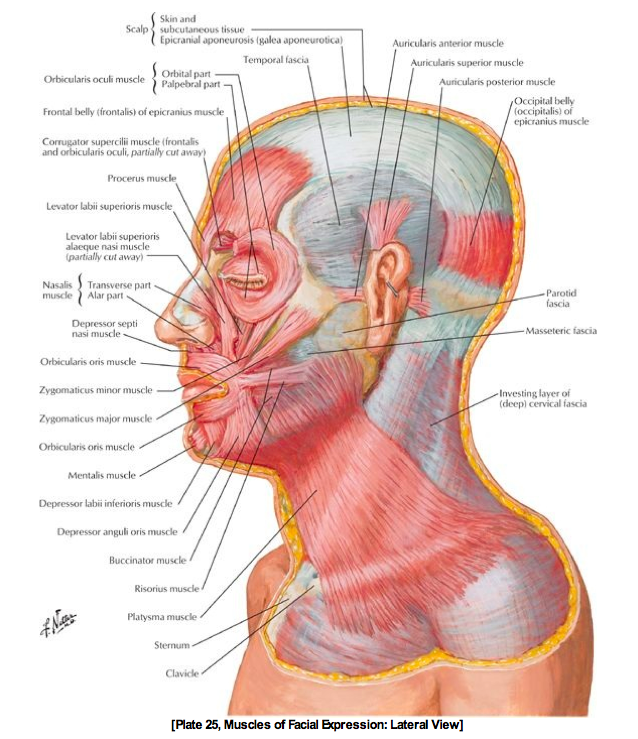 Scalp
Skin and
subcutaneous tissue
Epicranial aponeurosis (galea aponeurotica)
Temporal fascia
Auricularis anterior muscle
Auricularis superior muscle
Auricularis posterior muscle
Occipital belly
(occipitalis) of
epicranius muscle
Orbicularis oculi muscle
Orbital part
Palpebral part
Frontal belly (frontalis) of epicranius muscle
Corrugator supercilii muscle (frontalis
and orbicularis oculi, partially cut away)
Procerus muscle
Levator labii superioris muscle
Levator labii superioris
alaeque nasi muscle
(partially cut away)
Nasalis
muscle
Transverse part
Alar part
Depressor septi
nasi muscle
Orbicularis oris muscle
Zygomaticus minor muscle
Zygomaticus major muscle
Orbicularis oris muscle
Mentalis muscle
Depressor labii inferioris muscle
Depressor anguli oris muscle
Buccinator muscle
Risorius muscle
Platysma muscle
Sternum
Clavicle
Parotid
fascia
Masseteric fascia
Investing layer of
(deep) cervical fascia
[Plate 25, Muscles of Facial Expression: Lateral View]